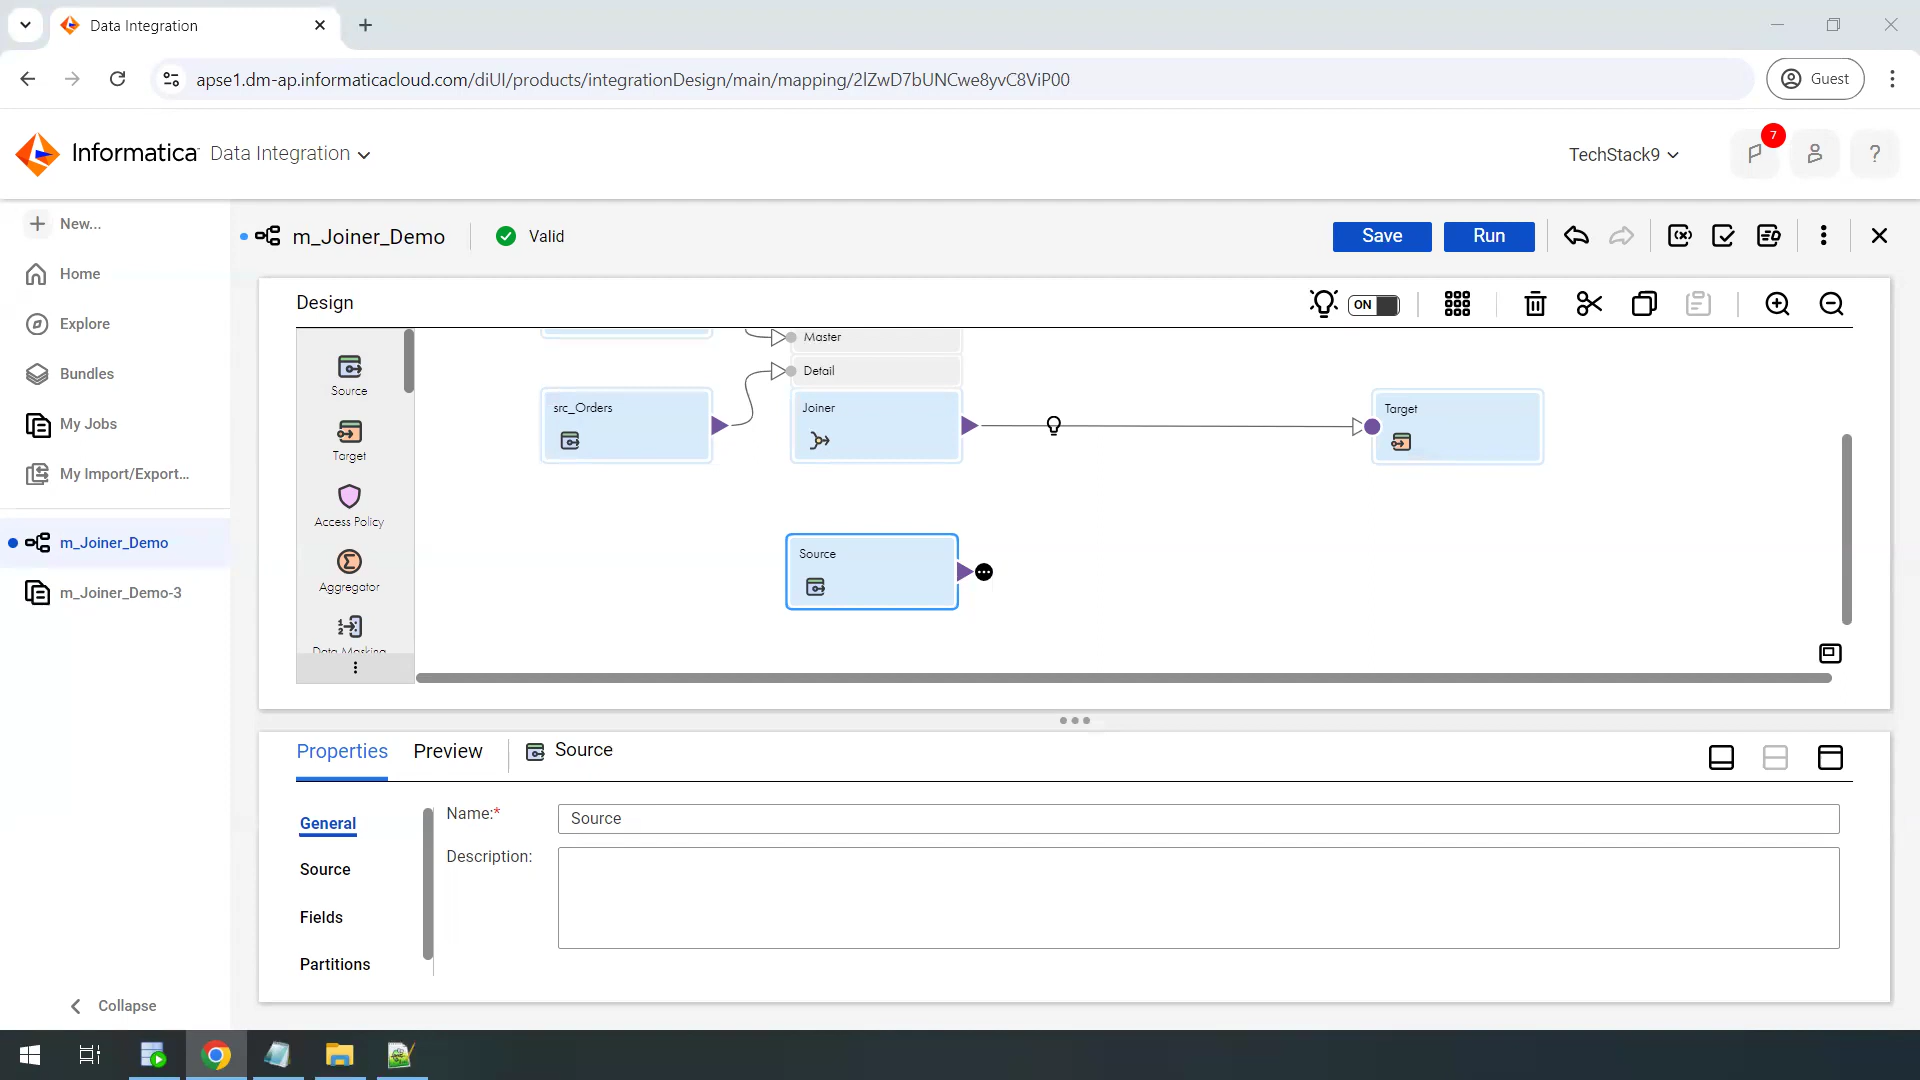 Data Integration
apse1.dm-ap.informaticacloud.com/diUI/products/integrationDesign/main/mapping/2lZwD7bUNCwe8yvC8ViP00
Guest
Informatica Data Integration
TechStack9
7
?
New...
Home
Explore
Bundles
My Jobs
My Import/Export...
m_Joiner_Demo
m_Joiner_Demo-3
Collapse
m_Joiner_Demo
Valid
Save
Run
Design
ON
Source
Target
Access Policy
Aggregator
Data Masking
Master
Detail
src_Orders
Joiner
Target
Source
Properties
Preview
Source
General
Source
Fields
Partitions
Name:*
Source
Description: